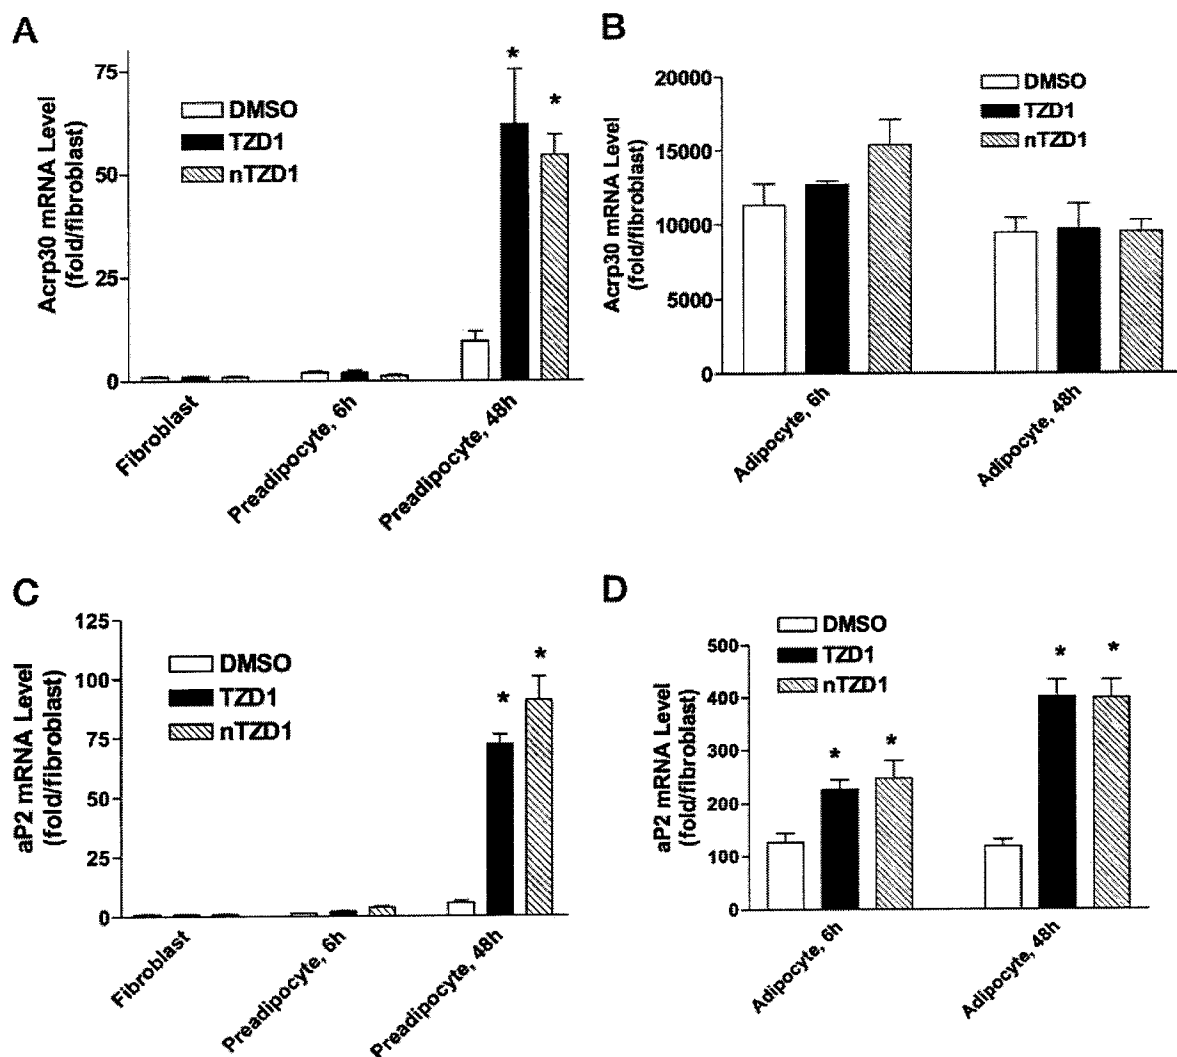 A
Acrp30 mRNA Level
(fold/fibroblast)
75
50
25
0
DMSO
TZD1
nTZD1
*
*
Fibroblast
Preadipocyte, 6h
Preadipocyte, 48h
B
Acrp30 mRNA Level
(fold/fibroblast)
20000
15000
10000
5000
0
DMSO
TZD1
nTZD1
Adipocyte, 6h
Adipocyte, 48h
C
aP2 mRNA Level
(fold/fibroblast)
125
100
75
50
25
0
DMSO
TZD1
nTZD1
*
*
Fibroblast
Preadipocyte, 6h
Preadipocyte, 48h
D
aP2 mRNA Level
(fold/fibroblast)
500
400
300
200
100
0
DMSO
TZD1
nTZD1
*
*
*
*
Adipocyte, 6h
Adipocyte, 48h